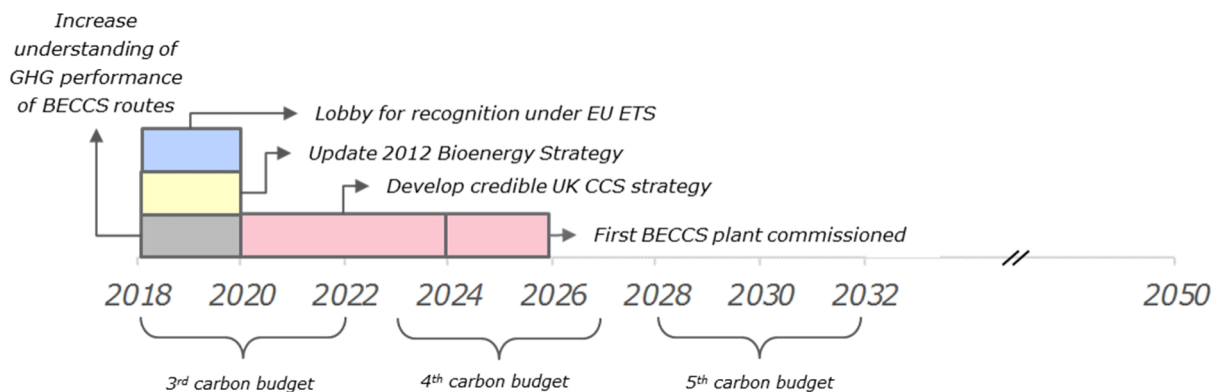 Increase
understanding of
GHG performance
of BECCS routes
Lobby for recognition under EU ETS
Update 2012 Bioenergy Strategy
Develop credible UK CCS strategy
First BECCS plant commissioned
2018 2020 2022 2024 2026 2028 2030 2032 2050
3rd carbon budget 4th carbon budget 5th carbon budget